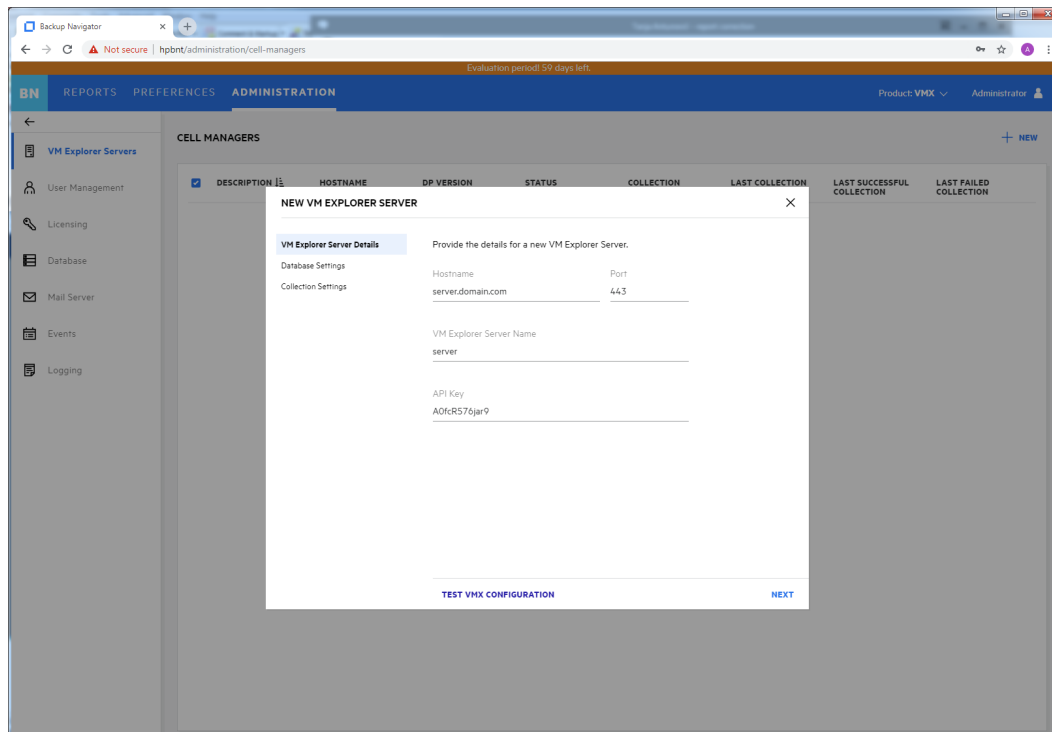 Backup Navigator
Not secure | hpbnt/administration/cell-managers
A
Evaluation period! 59 days left.
BN REPORTS PREFERENCES ADMINISTRATION Product: VMX Administrator
VM Explorer Servers
User Management
Licensing
Database
Mail Server
Events
Logging
CELL MANAGERS
NEW
DESCRIPTION HOSTNAME DP VERSION STATUS COLLECTION LAST COLLECTION LAST SUCCESSFUL COLLECTION LAST FAILED COLLECTION
NEW VM EXPLORER SERVER
VM Explorer Server Details
Database Settings
Collection Settings
Provide the details for a new VM Explorer Server.
Hostname Port
server.domain.com 443
VM Explorer Server Name
server
API Key
A0fcR576jar9
TEST VMX CONFIGURATION NEXT